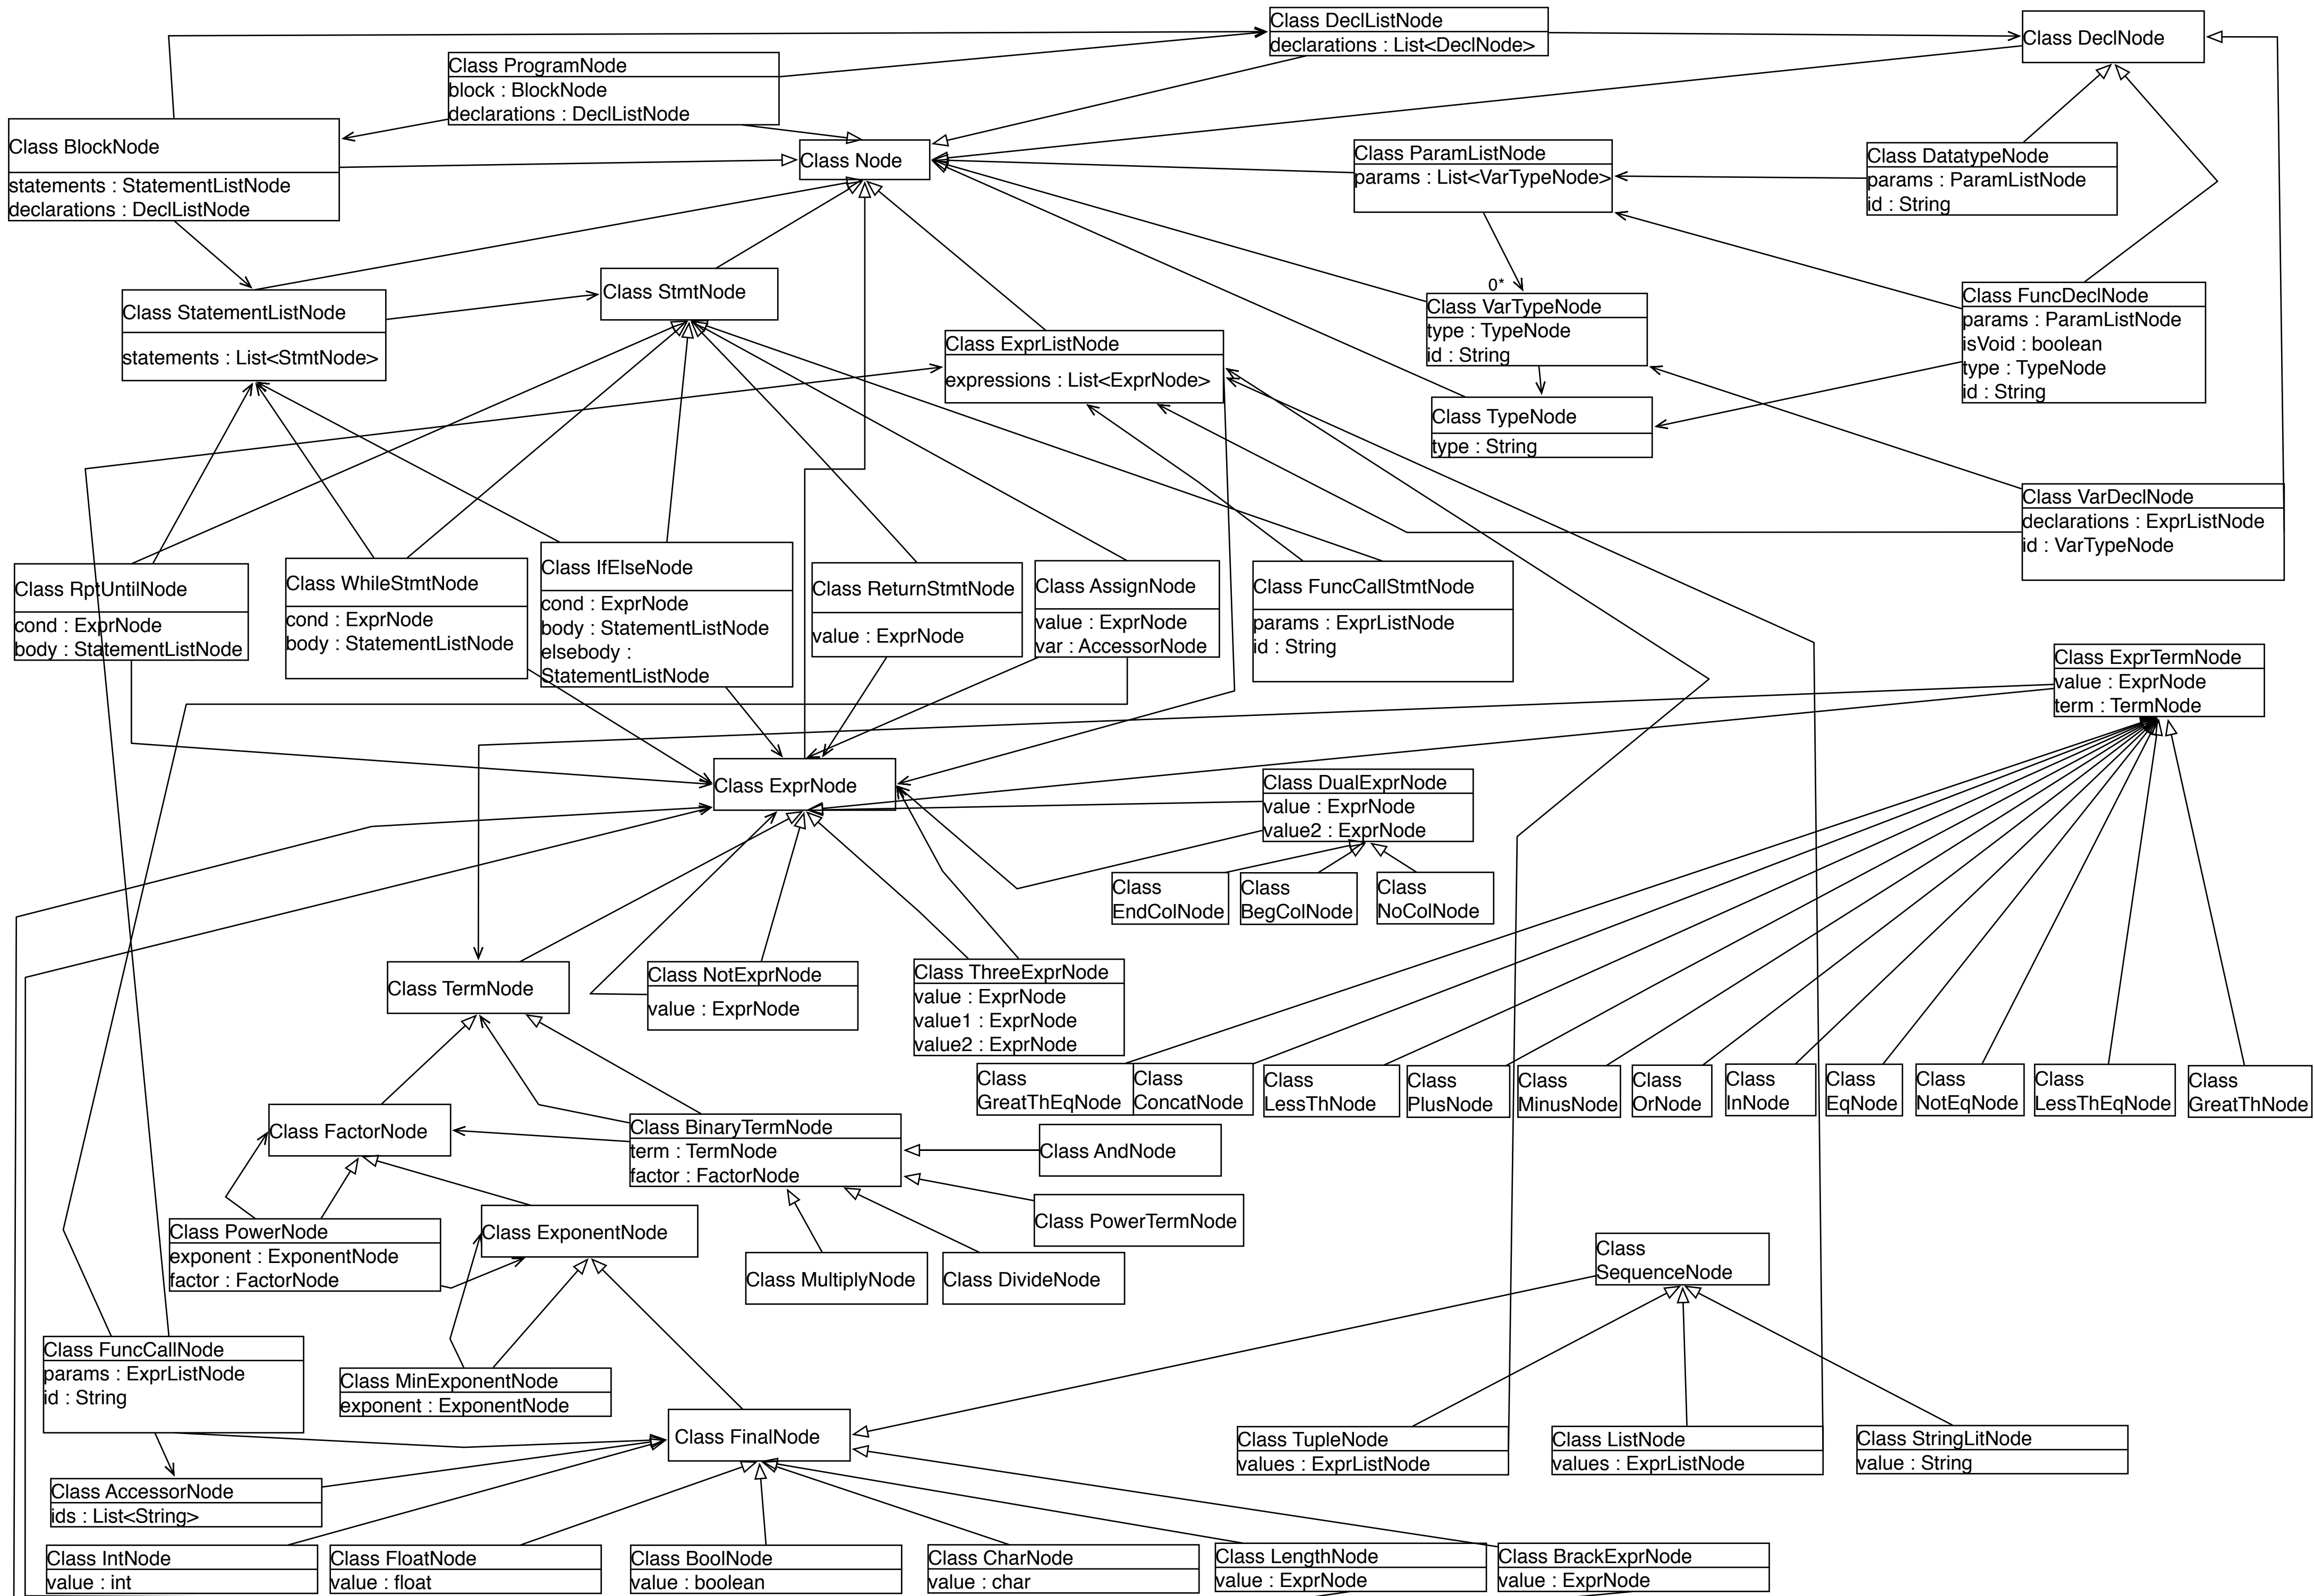 Class DeclListNode
declarations : List<DeclNode>
Class DeclNode
Class ProgramNode
block : BlockNode
declarations : DeclListNode
Class BlockNode
statements : StatementListNode
declarations : DeclListNode
Class Node
Class ParamListNode
params : List<VarTypeNode>
Class DatatypeNode
params : ParamListNode
id : String
Class StatementListNode
statements : List<StmtNode>
Class StmtNode
Class ExprListNode
expressions : List<ExprNode>
0*
Class VarTypeNode
type : TypeNode
id : String
Class FuncDeclNode
params : ParamListNode
isVoid : boolean
type : TypeNode
id : String
Class TypeNode
type : String
Class VarDeclNode
declarations : ExprListNode
id : VarTypeNode
Class RptUntilNode
cond : ExprNode
body : StatementListNode
Class WhileStmtNode
cond : ExprNode
body : StatementListNode
Class IfElseNode
cond : ExprNode
body : StatementListNode
elsebody :
StatementListNode
Class ReturnStmtNode
value : ExprNode
Class AssignNode
value : ExprNode
var : AccessorNode
Class FuncCallStmtNode
params : ExprListNode
id : String
Class ExprTermNode
value : ExprNode
term : TermNode
Class ExprNode
Class DualExprNode
value : ExprNode
value2 : ExprNode
Class
EndColNode
Class
BegColNode
Class
NoColNode
Class TermNode
Class NotExprNode
value : ExprNode
Class ThreeExprNode
value : ExprNode
value1 : ExprNode
value2 : ExprNode
Class
GreatThEqNode
Class
ConcatNode
Class
LessThNode
Class
PlusNode
Class
MinusNode
Class
OrNode
Class
InNode
Class
EqNode
Class
NotEqNode
Class
LessThEqNode
Class
GreatThNode
Class FactorNode
Class BinaryTermNode
term : TermNode
factor : FactorNode
Class AndNode
Class PowerTermNode
Class PowerNode
exponent : ExponentNode
factor : FactorNode
Class ExponentNode
Class MultiplyNode
Class DivideNode
Class
SequenceNode
Class FuncCallNode
params : ExprListNode
id : String
Class MinExponentNode
exponent : ExponentNode
Class FinalNode
Class TupleNode
values : ExprListNode
Class ListNode
values : ExprListNode
Class StringLitNode
value : String
Class AccessorNode
ids : List<String>
Class IntNode
value : int
Class FloatNode
value : float
Class BoolNode
value : boolean
Class CharNode
value : char
Class LengthNode
value : ExprNode
Class BrackExprNode
value : ExprNode